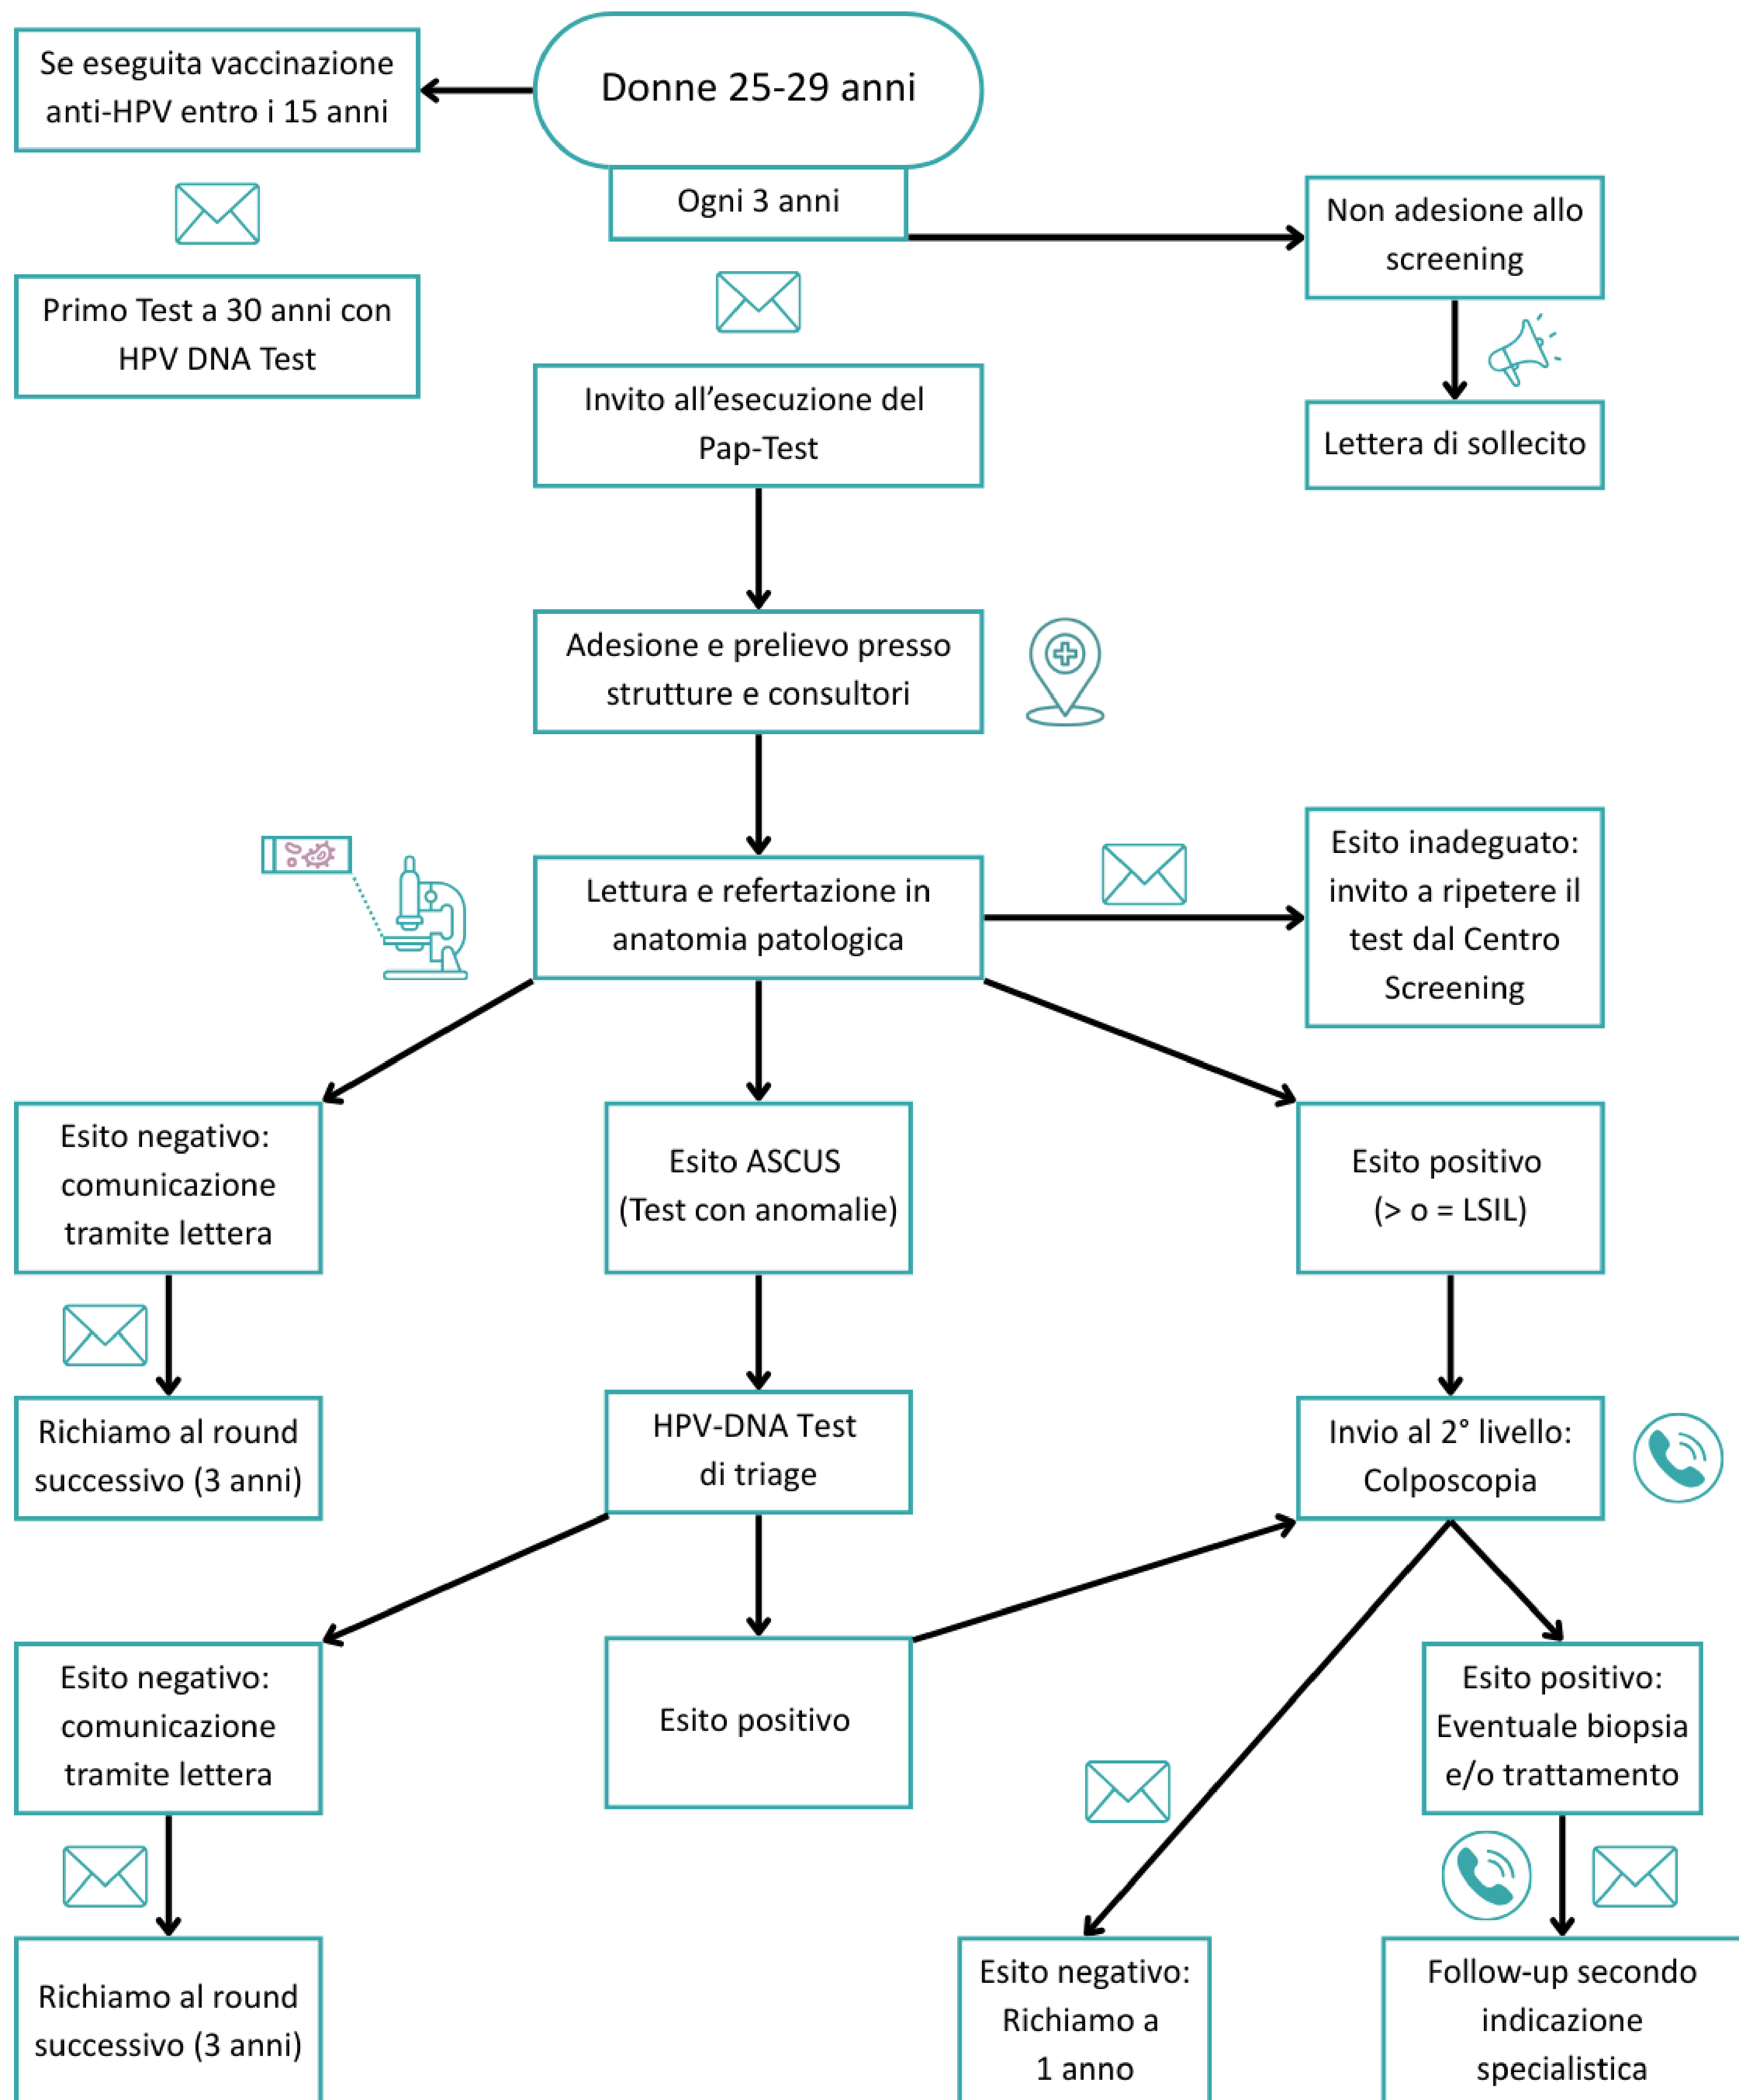 Se eseguita vaccinazione
anti-HPV entro i 15 anni
Donne 25-29 anni
Ogni 3 anni
Non adesione allo
screening
Primo Test a 30 anni con
HPV DNA Test
Invito all’esecuzione del
Pap-Test
Lettera di sollecito
Adesione e prelievo presso
strutture e consultori
Lettura e refertazione in
anatomia patologica
Esito inadeguato:
invito a ripetere il
test dal Centro
Screening
Esito negativo:
comunicazione
tramite lettera
Esito ASCUS
(Test con anomalie)
Esito positivo
(> o = LSIL)
Richiamo al round
successivo (3 anni)
HPV-DNA Test
di triage
Invio al 2° livello:
Colposcopia
Esito negativo:
comunicazione
tramite lettera
Esito positivo
Esito positivo:
Eventuale biopsia
e/o trattamento
Richiamo al round
successivo (3 anni)
Esito negativo:
Richiamo a
1 anno
Follow-up secondo
indicazione
specialistica